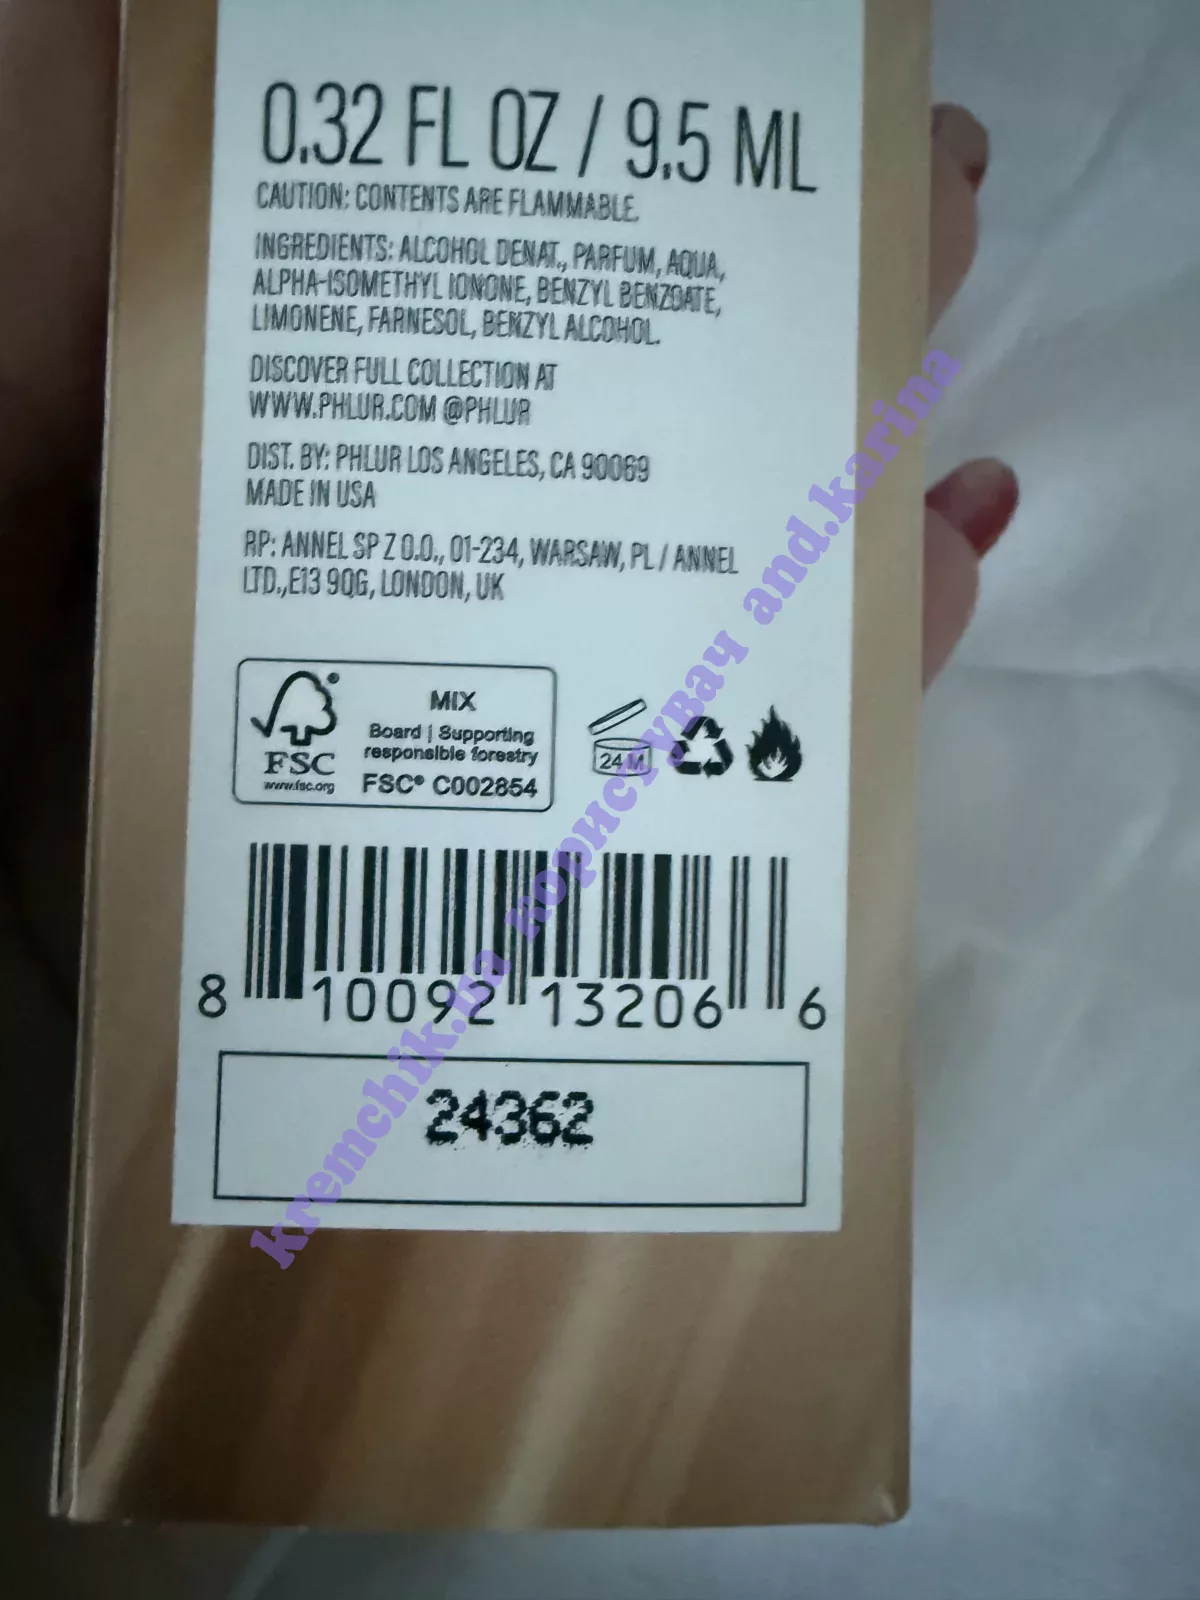 0.32 FL OZ / 9.5 ML
CAUTION: CONTENTS ARE FLAMMABLE.
INGREDIENTS: ALCOHOL DENAT., PARFUM, AQUA,
ALPHA-ISOMETHYL IONONE, BENZYL BENZOATE,
LIMONENE, FARNESOL, BENZYL ALCOHOL.
DISCOVER FULL COLLECTION AT
WWW.PHLUR.COM @PHLUR
DIST. BY: PHLUR LOS ANGELES, CA 90069
MADE IN USA
RP: ANNEL SP Z O.O., 01-234, WARSAW, PL / ANNEL
LTD.,E13 9QG, LONDON, UK
FSC
www.fsc.org
MIX
Board | Supporting
responsible forestry
FSC® C002854
24 M
8 10092 13206 6
24362
kremchik.ua користувач and.karina